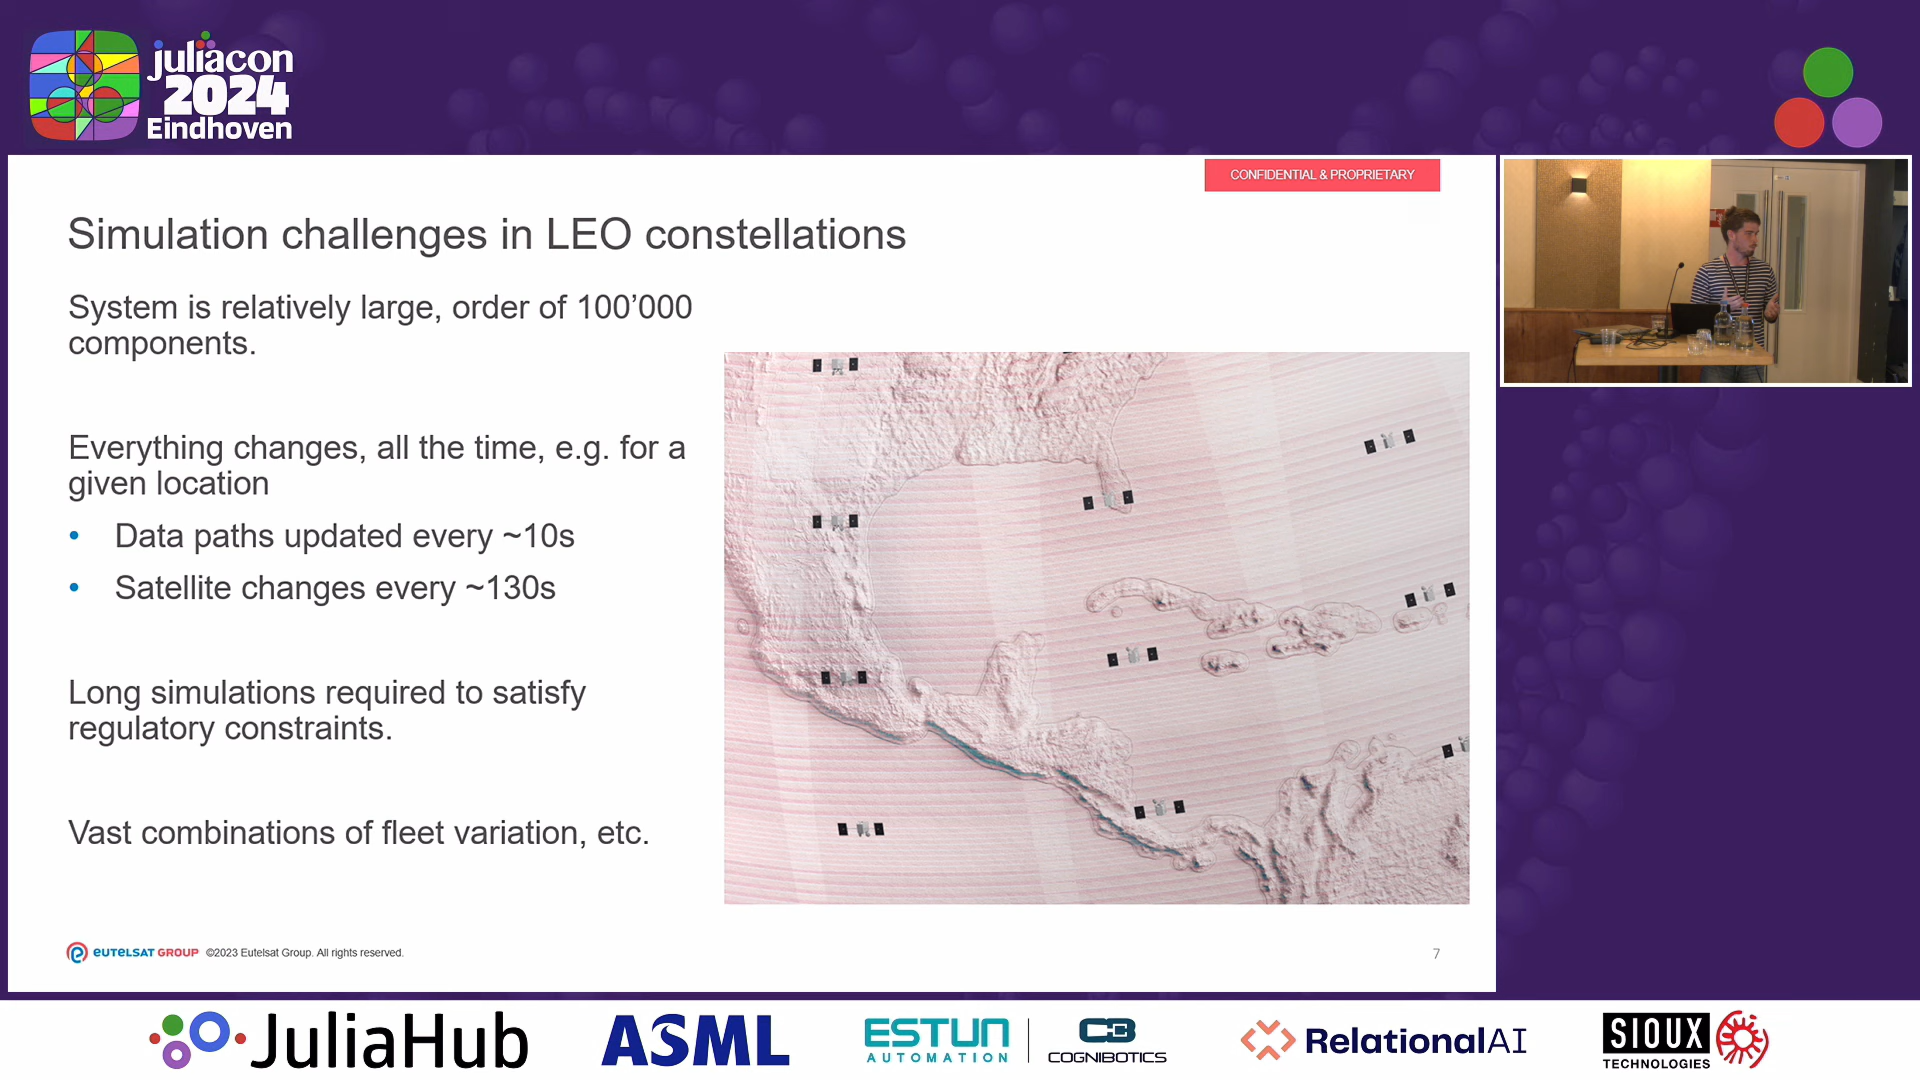 juliacon
2024
Eindhoven
CONFIDENTIAL & PROPRIETARY
Simulation challenges in LEO constellations
System is relatively large, order of 100’000
components.
Everything changes, all the time, e.g. for a
given location
• Data paths updated every ~10s
• Satellite changes every ~130s
Long simulations required to satisfy
regulatory constraints.
Vast combinations of fleet variation, etc.
eUTELSAT GROUP ©2023 Eutelsat Group. All rights reserved.
7
JuliaHub
ASML
ESTUN
AUTOMATION
COGNIBOTICS
RelationalAI
SIOUX
TECHNOLOGIES